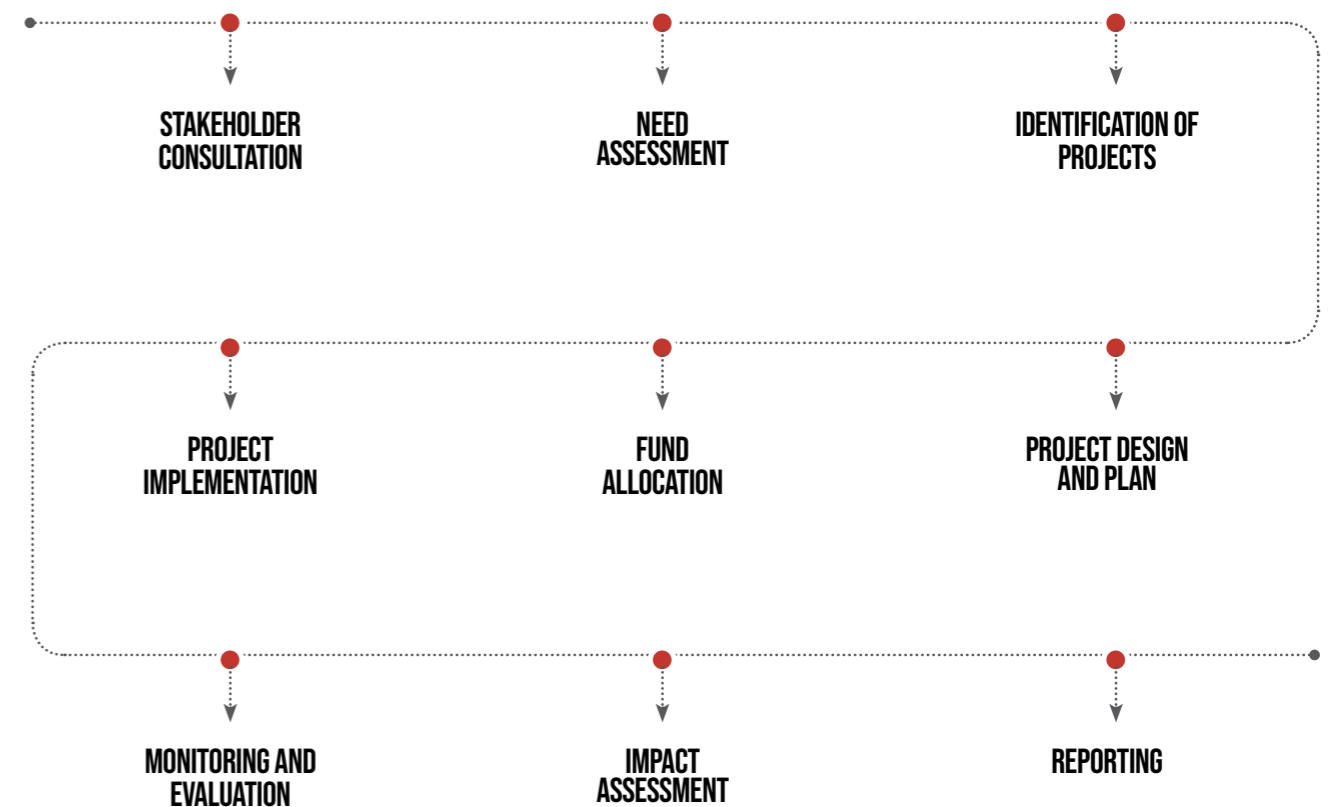 STAKEHOLDER
CONSULTATION
NEED
ASSESSMENT
IDENTIFICATION OF
PROJECTS
PROJECT
IMPLEMENTATION
FUND
ALLOCATION
PROJECT DESIGN
AND PLAN
MONITORING AND
EVALUATION
IMPACT
ASSESSMENT
REPORTING